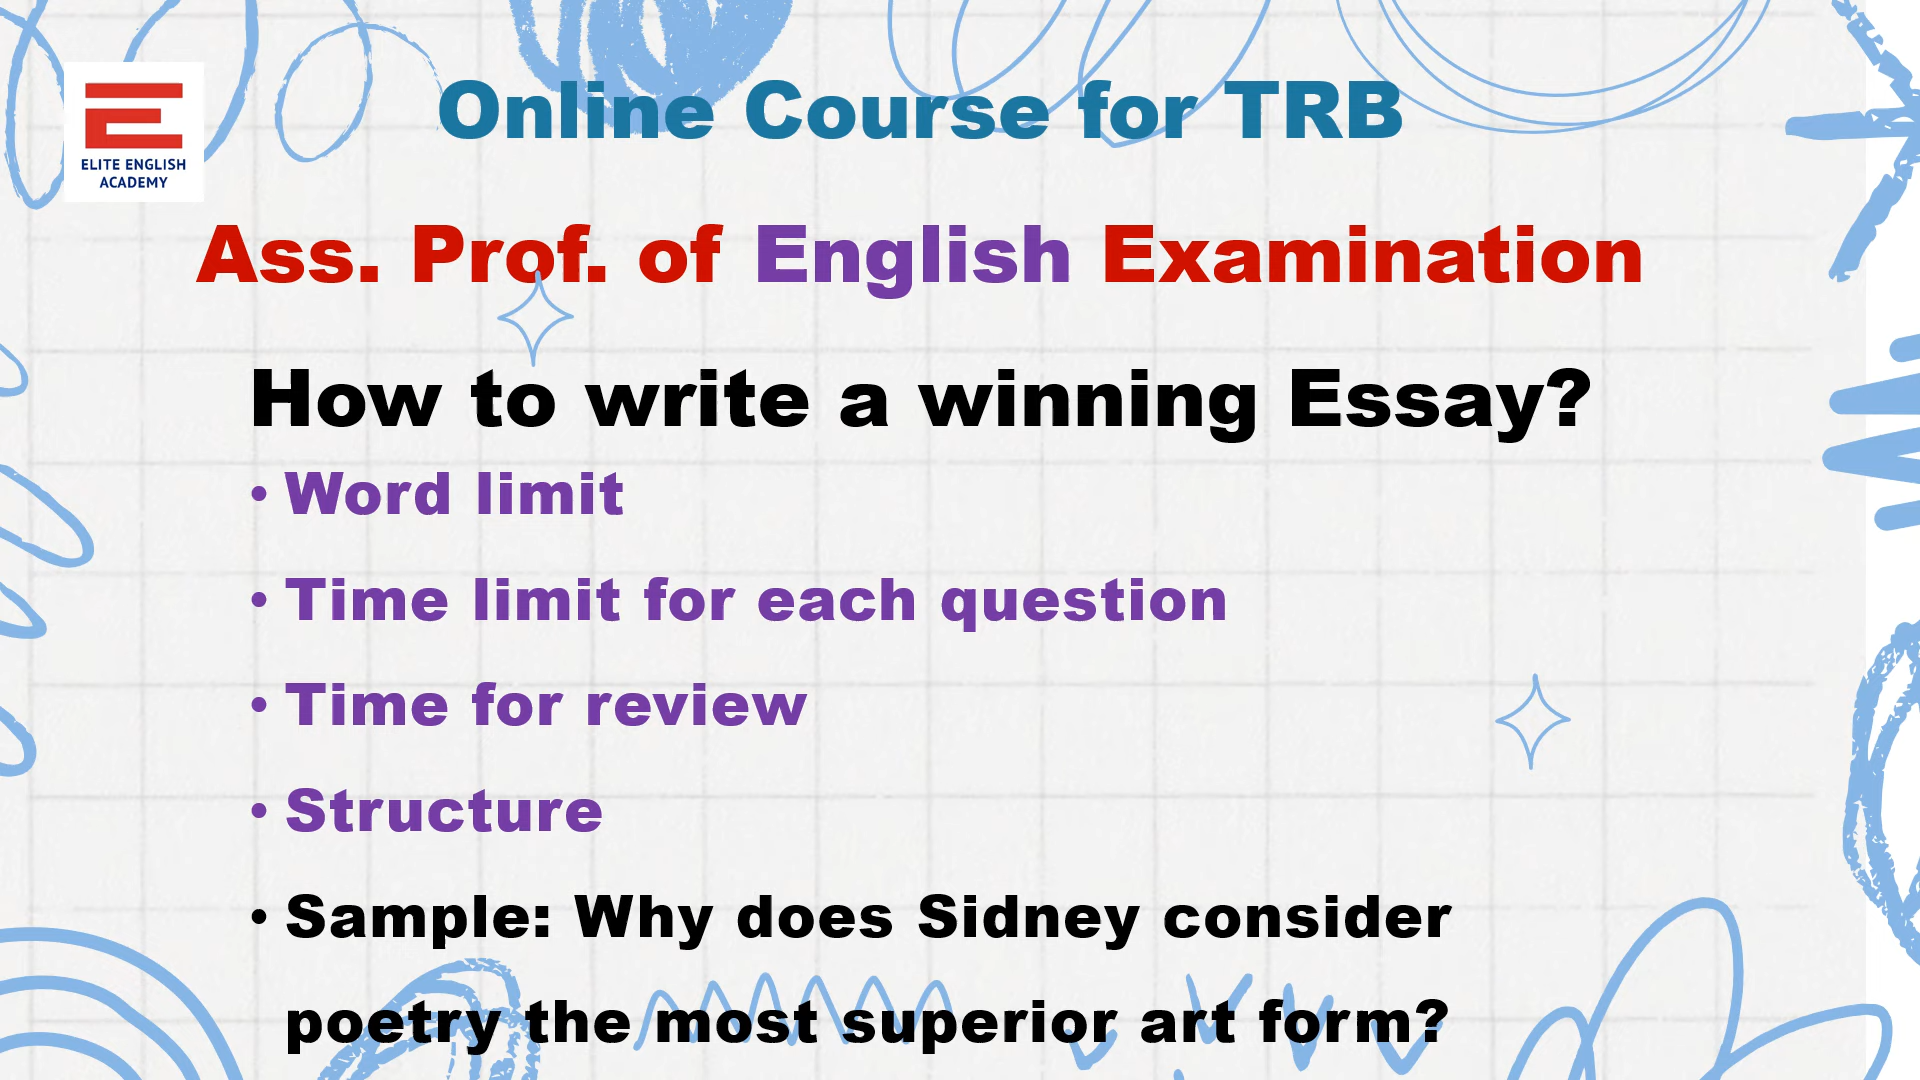 ELITE ENGLISH
ACADEMY
Online Course for TRB
Ass. Prof. of English Examination
How to write a winning Essay?
• Word limit
• Time limit for each question
• Time for review
• Structure
• Sample: Why does Sidney consider
poetry the most superior art form?